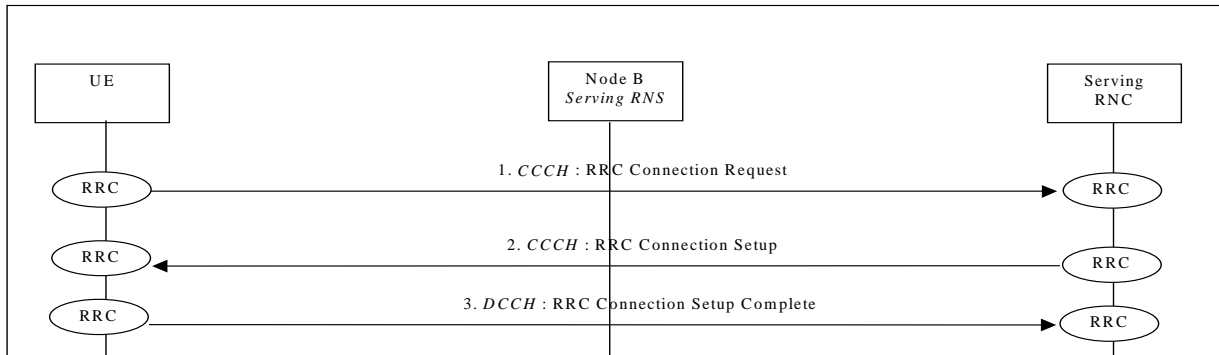 UE
Node B
Serving RNS
Serving
RNC
1. CCCH : RRC Connection Request
RRC
RRC
2. CCCH : RRC Connection Setup
RRC
RRC
3. DCCH : RRC Connection Setup Complete
RRC
RRC